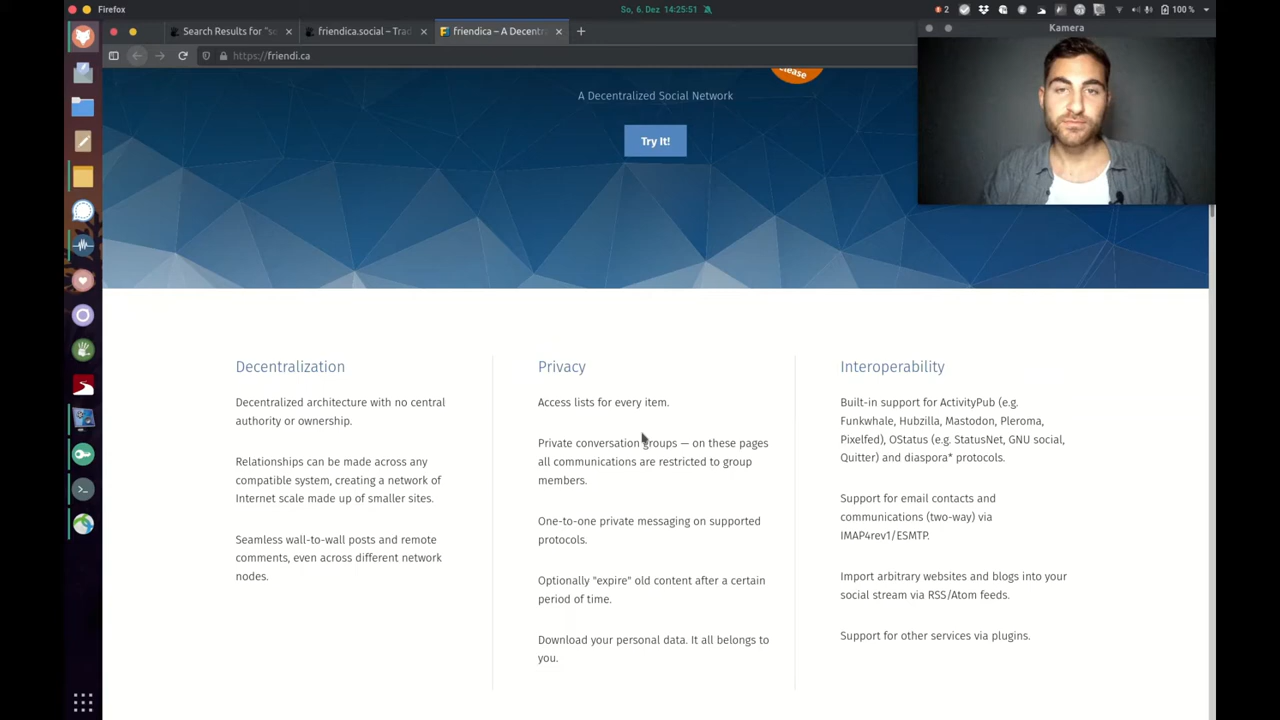 Firefox
So, 6. Dez 14:25:51
2
100 %
Search Results for "so
friendica.social – Trad
friendica – A Decentra
Kamera
https://friendi.ca
lease
A Decentralized Social Network
Try It!
Decentralization
Decentralized architecture with no central
authority or ownership.
Relationships can be made across any
compatible system, creating a network of
Internet scale made up of smaller sites.
Seamless wall-to-wall posts and remote
comments, even across different network
nodes.
Privacy
Access lists for every item.
Private conversation groups — on these pages
all communications are restricted to group
members.
One-to-one private messaging on supported
protocols.
Optionally "expire" old content after a certain
period of time.
Download your personal data. It all belongs to
you.
Interoperability
Built-in support for ActivityPub (e.g.
Funkwhale, Hubzilla, Mastodon, Pleroma,
Pixelfed), OStatus (e.g. StatusNet, GNU social,
Quitter) and diaspora* protocols.
Support for email contacts and
communications (two-way) via
IMAP4rev1/ESMTP.
Import arbitrary websites and blogs into your
social stream via RSS/Atom feeds.
Support for other services via plugins.